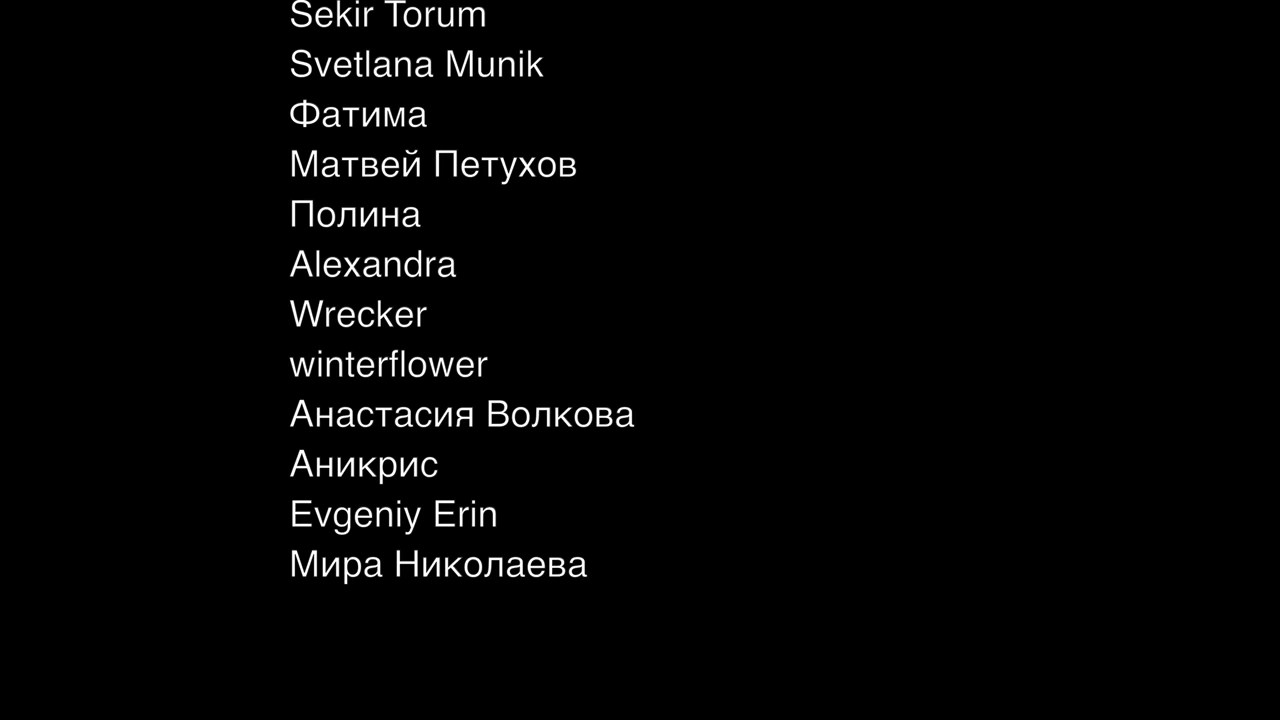 Sekir Torum
Svetlana Munik
Фатима
Матвей Петухов
Полина
Alexandra
Wrecker
winterflower
Анастасия Волкова
Аникрис
Evgeniy Erin
Мира Николаева